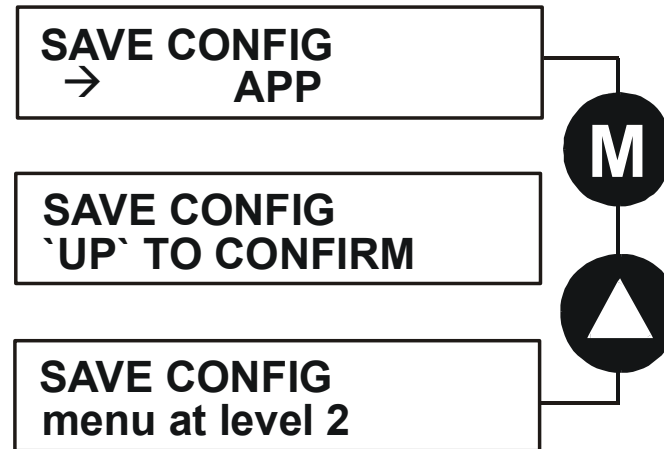 SAVE CONFIG
→ APP
M
SAVE CONFIG
`UP` TO CONFIRM
SAVE CONFIG
menu at level 2